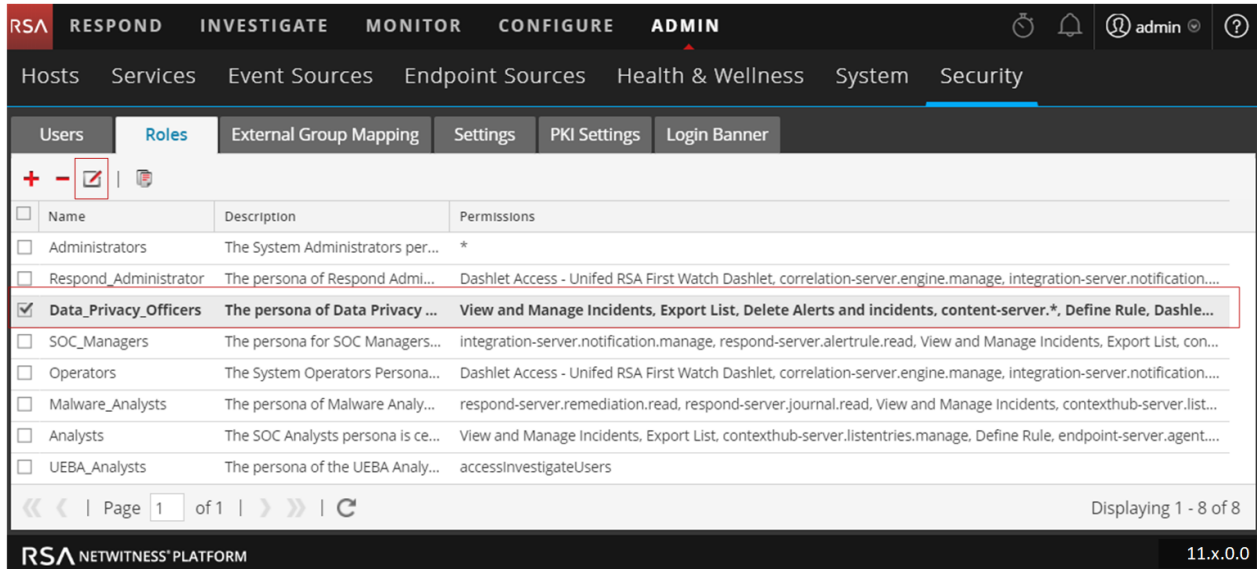 RSA RESPOND INVESTIGATE MONITOR CONFIGURE ADMIN admin ?
Hosts Services Event Sources Endpoint Sources Health & Wellness System Security
Users Roles External Group Mapping Settings PKI Settings Login Banner
Name Description Permissions
Administrators The System Administrators per... *
Respond_Administrator The persona of Respond Admi... Dashlet Access - Unifed RSA First Watch Dashlet, correlation-server.engine.manage, integration-server.notification....
Data_Privacy_Officers The persona of Data Privacy ... View and Manage Incidents, Export List, Delete Alerts and incidents, content-server.*, Define Rule, Dashle...
SOC_Managers The persona for SOC Managers... integration-server.notification.manage, respond-server.alertrule.read, View and Manage Incidents, Export List, con...
Operators The System Operators Persona... Dashlet Access - Unifed RSA First Watch Dashlet, correlation-server.engine.manage, integration-server.notification....
Malware_Analysts The persona of Malware Analy... respond-server.remediation.read, respond-server.journal.read, View and Manage Incidents, contexthub-server.list...
Analysts The SOC Analysts persona is ce... View and Manage Incidents, Export List, contexthub-server.listentries.manage, Define Rule, endpoint-server.agent....
UEBA_Analysts The persona of the UEBA Analy... accessInvestigateUsers
Page 1 of 1 Displaying 1 - 8 of 8
RSA NETWITNESS® PLATFORM 11.x.0.0